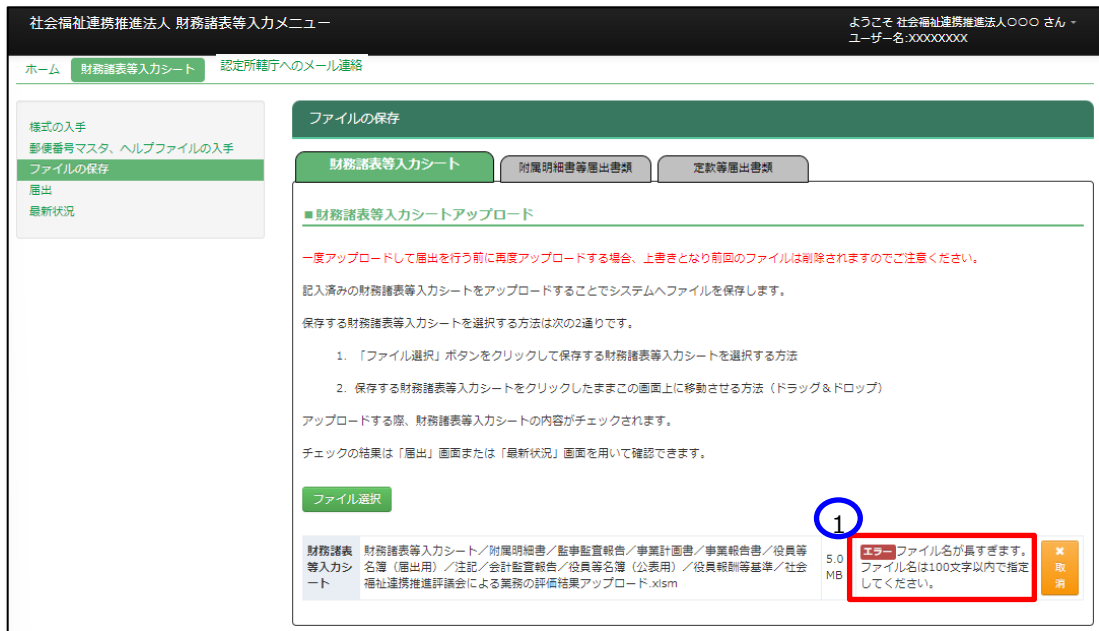 社会福祉連携推進法人 財務諸表等入力メニュー
ようこそ 社会福祉連携推進法人○○○ さん
ユーザー名:XXXXXXXX
ホーム
財務諸表等入力シート
認定所轄庁へのメール連絡
様式の入手
郵便番号マスタ、ヘルプファイルの入手
ファイルの保存
届出
最新状況
ファイルの保存
財務諸表等入力シート
附属明細書等届出書類
定款等届出書類
■財務諸表等入力シートアップロード
一度アップロードして届出を行う前に再度アップロードする場合、上書きとなり前回のファイルは削除されますのでご注意ください。
記入済みの財務諸表等入力シートをアップロードすることでシステムへファイルを保存します。
保存する財務諸表等入力シートを選択する方法は次の2通りです。
1. 「ファイル選択」ボタンをクリックして保存する財務諸表等入力シートを選択する方法
2. 保存する財務諸表等入力シートをクリックしたままこの画面上に移動させる方法（ドラッグ＆ドロップ）
アップロードする際、財務諸表等入力シートの内容がチェックされます。
チェックの結果は「届出」画面または「最新状況」画面を用いて確認できます。
ファイル選択
1
財務諸表
等入力シ
ート
財務諸表等入力シート／附属明細書／監事監査報告／事業計画書／事業報告書／役員等
名簿（届出用）／注記／会計監査報告／役員等名簿（公表用）／役員報酬等基準／社会
福祉連携推進評議会による業務の評価結果アップロード.xlsm
5.0
MB
エラー ファイル名が長すぎます。
ファイル名は100文字以内で指定
してください。
×
取
消